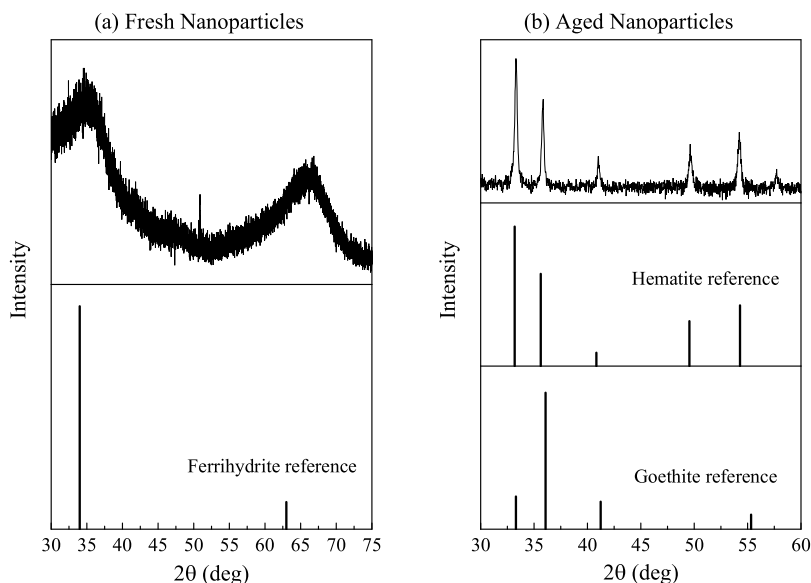 (a) Fresh Nanoparticles
Intensity
Ferrihydrite reference
30 35 40 45 50 55 60 65 70 75
2θ (deg)
(b) Aged Nanoparticles
Intensity
Hematite reference
Goethite reference
30 35 40 45 50 55 60
2θ (deg)